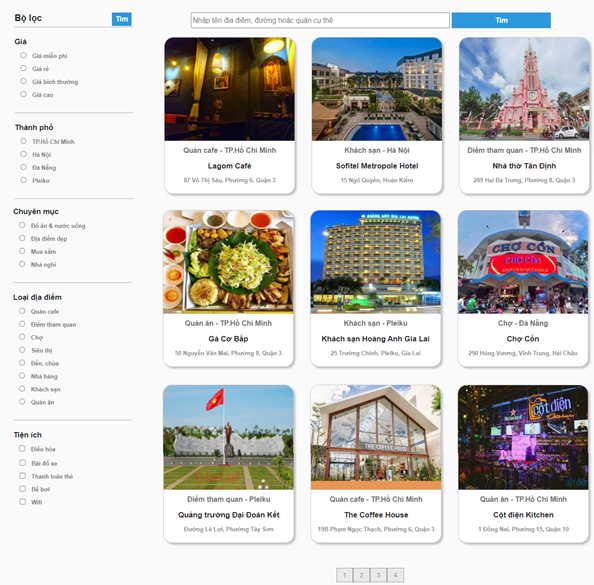 Bộ lọc
Tìm
Giá
Giá miễn phí
Giá rẻ
Giá bình thường
Giá cao
Thành phố
TP.Hồ Chí Minh
Hà Nội
Đà Nẵng
Pleiku
Chuyên mục
Đồ ăn & nước uống
Địa điểm đẹp
Mua sắm
Nhà nghỉ
Loại địa điểm
Quán cafe
Điểm tham quan
Chợ
Siêu thị
Đền, chùa
Nhà hàng
Khách sạn
Quán ăn
Tiện ích
Điều hòa
Bãi đỗ xe
Thanh toán thẻ
Bể bơi
Wifi
Nhập tên địa điểm, đường hoặc quận cụ thể
Tìm
Quán cafe - TP.Hồ Chí Minh
Lagom Café
87 Võ Thị Sáu, Phường 6, Quận 3
Khách sạn - Hà Nội
Sofitel Metropole Hotel
15 Ngô Quyền, Hoàn Kiếm
Điểm tham quan - TP.Hồ Chí Minh
Nhà thờ Tân Định
289 Hai Bà Trưng, Phường 8, Quận 3
Quán ăn - TP.Hồ Chí Minh
Gà Cơ Bắp
50 Nguyễn Văn Mai, Phường 8, Quận 3
HOÀNG ANH GIA LAI HOTEL
Khách sạn - Pleiku
Khách sạn Hoàng Anh Gia Lai
25 Trường Chinh, Pleiku, Gia Lai
CHỢ CỒN
CHỢ CỒN
Chợ - Đà Nẵng
Chợ Cồn
290 Hùng Vương, Vĩnh Trung, Hải Châu
Điểm tham quan - Pleiku
Quảng trường Đại Đoàn Kết
Đường Lê Lợi, Phường Tây Sơn
THE COFFEE HOUSE
Quán cafe - TP.Hồ Chí Minh
The Coffee House
19B Phạm Ngọc Thạch, Phường 6, Quận 3
cột điện
Quán ăn - TP.Hồ Chí Minh
Cột điện Kitchen
1 Đồng Nai, Phường 15, Quận 10
1 2 3 4